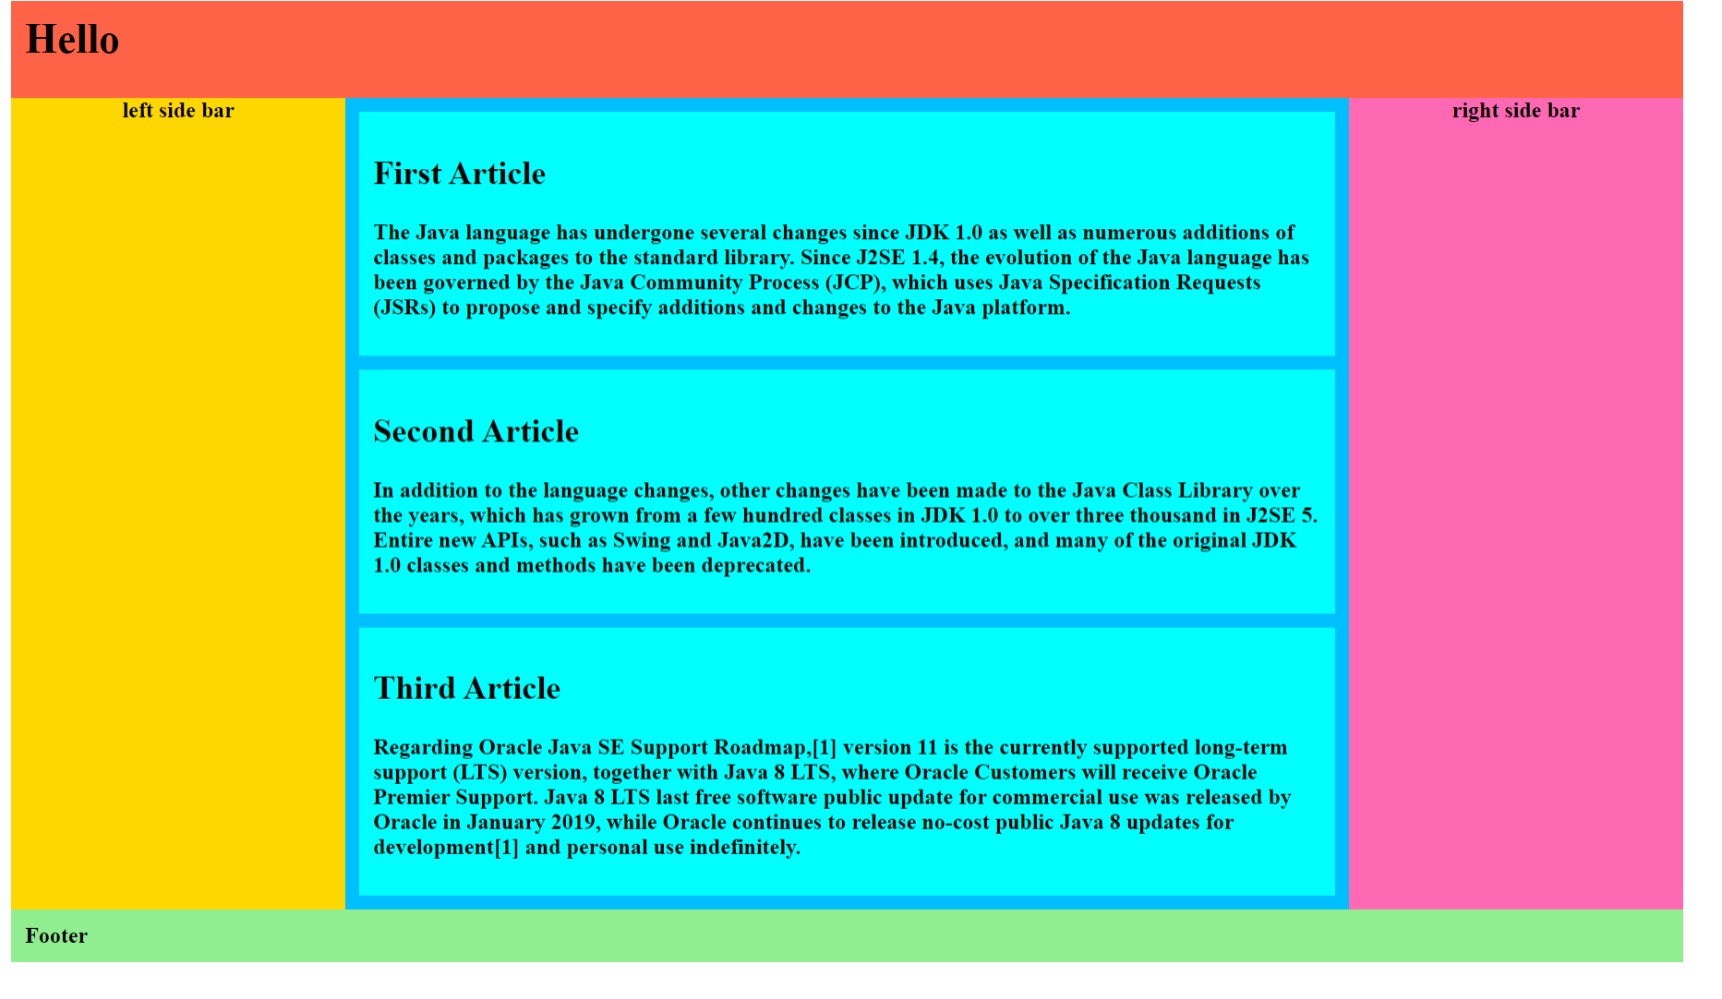 Hello
left side bar
First Article
The Java language has undergone several changes since JDK 1.0 as well as numerous additions of
classes and packages to the standard library. Since J2SE 1.4, the evolution of the Java language has
been governed by the Java Community Process (JCP), which uses Java Specification Requests
(JSRs) to propose and specify additions and changes to the Java platform.
Second Article
In addition to the language changes, other changes have been made to the Java Class Library over
the years, which has grown from a few hundred classes in JDK 1.0 to over three thousand in J2SE 5.
Entire new APIs, such as Swing and Java2D, have been introduced, and many of the original JDK
1.0 classes and methods have been deprecated.
Third Article
Regarding Oracle Java SE Support Roadmap,[1] version 11 is the currently supported long-term
support (LTS) version, together with Java 8 LTS, where Oracle Customers will receive Oracle
Premier Support. Java 8 LTS last free software public update for commercial use was released by
Oracle in January 2019, while Oracle continues to release no-cost public Java 8 updates for
development[1] and personal use indefinitely.
right side bar
Footer